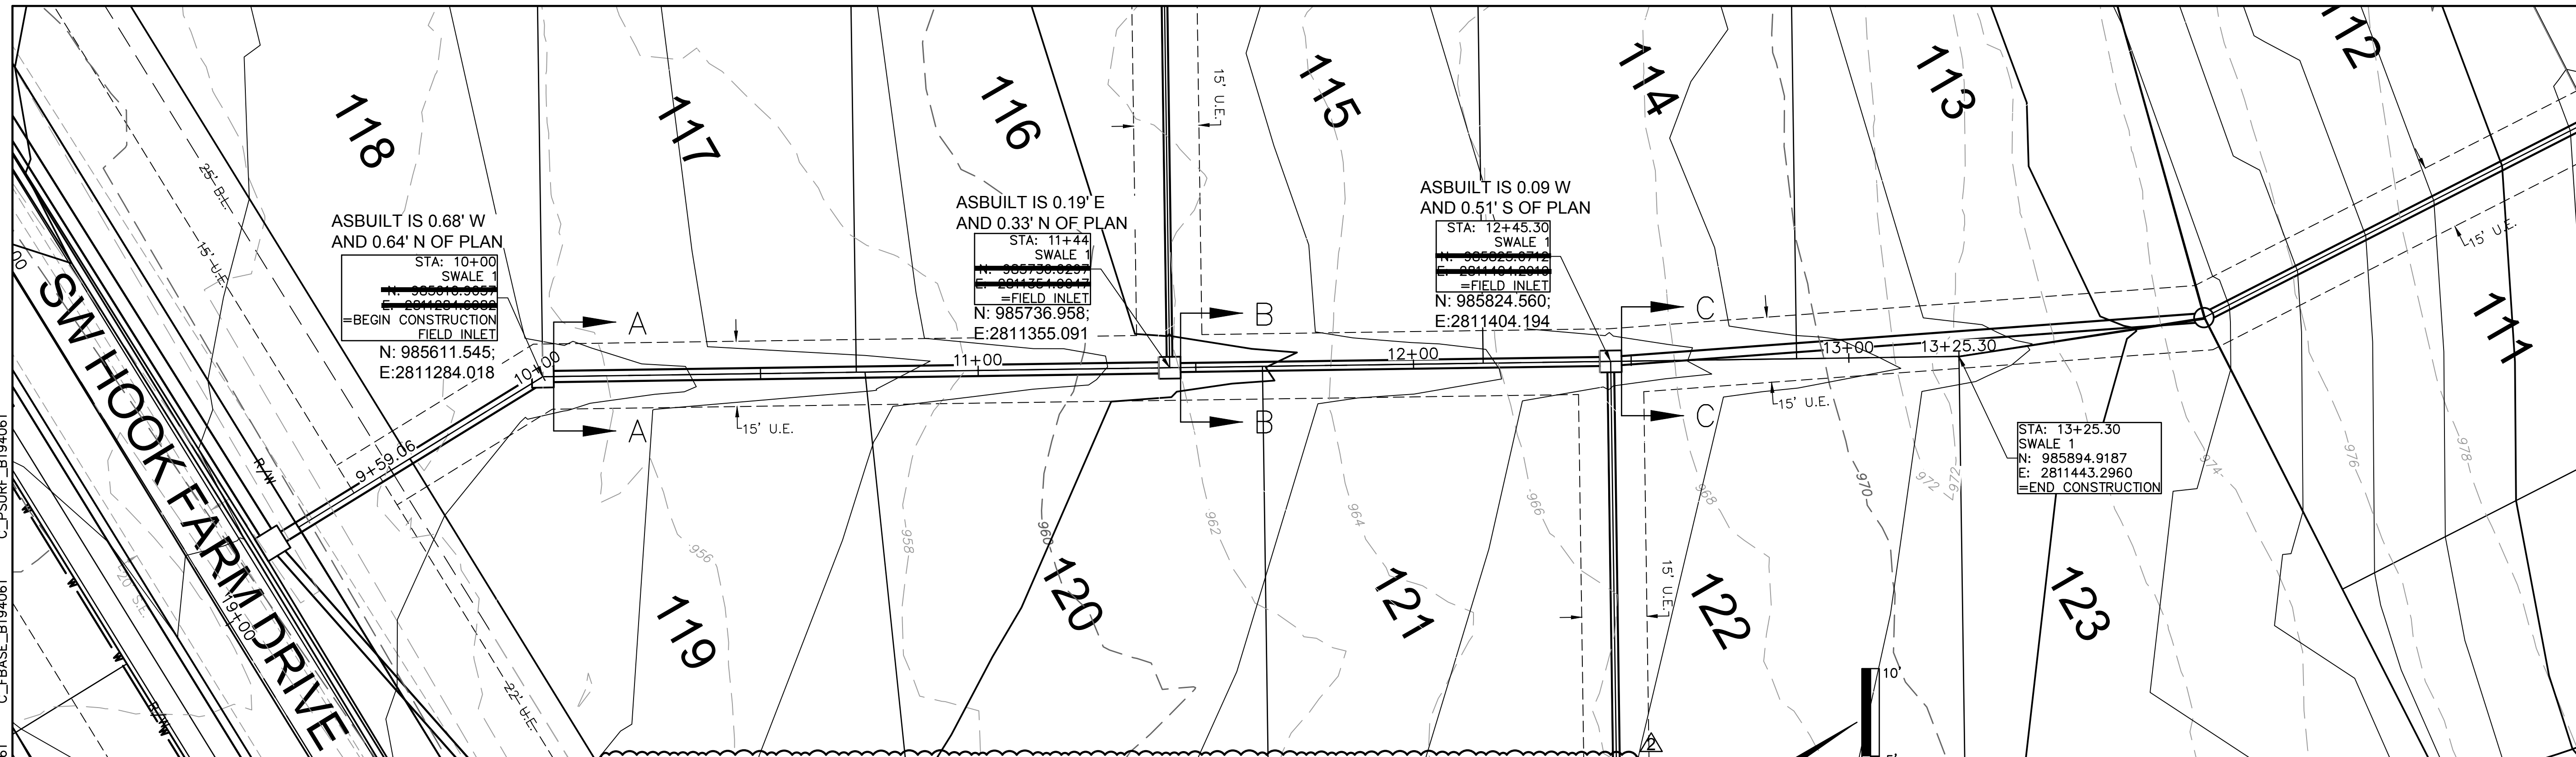 118
117
116
115
114
113
112
111
25' B.L.
15' U.E.
15' U.E.
ASBUILT IS 0.68' W
AND 0.64' N OF PLAN
STA: 10+00
SWALE 1
=BEGIN CONSTRUCTION
FIELD INLET
N: 985611.545;
E:2811284.018
ASBUILT IS 0.19' E
AND 0.33' N OF PLAN
STA: 11+44
SWALE 1
=FIELD INLET
N: 985736.958;
E:2811355.091
ASBUILT IS 0.09 W
AND 0.51' S OF PLAN
STA: 12+45.30
SWALE 1
=FIELD INLET
N: 985824.560;
E:2811404.194
9+59.06
10+00
11+00
12+00
13+00
13+25.30
A
A
B
B
C
C
15' U.E.
15' U.E.
15' U.E.
15' U.E.
STA: 13+25.30
SWALE 1
N: 985894.9187
E: 2811443.2960
=END CONSTRUCTION
SW HOOK FARM DRIVE
19+00
R/W
R/W
W
W
W
20' S.E.
22' U.E.
956
958
960
962
964
966
968
970
972
972
974
976
978
119
120
121
122
123
2
10'
C_PSURF_B194061
C_FBASE_B194061